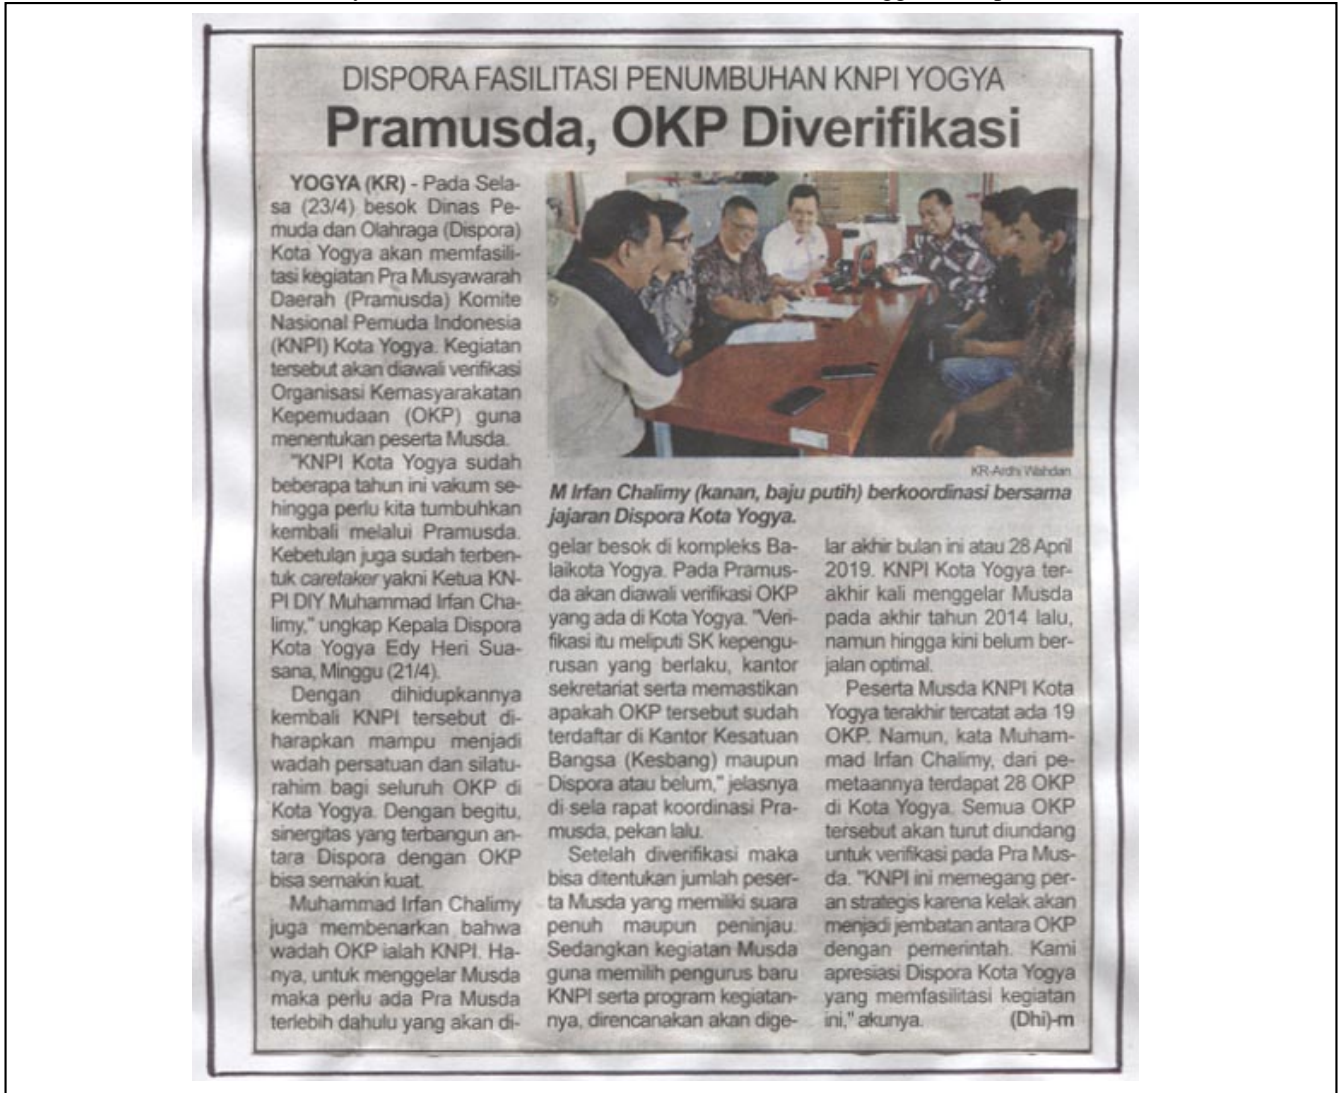 DISPORA FASILITASI PENUMBUHAN KNPI YOGYA
Pramusda, OKP Diverifikasi
YOGYA (KR) - Pada Sela-
sa (23/4) besok Dinas Pe-
muda dan Olahraga (Dispora)
Kota Yogya akan memfasili-
tasi kegiatan Pra Musyawarah
Daerah (Pramusda) Komite
Nasional Pemuda Indonesia
(KNPI) Kota Yogya. Kegiatan
tersebut akan diawali verifikasi
Organisasi Kemasyarakatan
Kepemudaan (OKP) guna
menentukan peserta Musda.
"KNPI Kota Yogya sudah
beberapa tahun ini vakum se-
hingga perlu kita tumbuhkan
kembali melalui Pramusda.
Kebetulan juga sudah terben-
tuk caretaker yakni Ketua KN-
PI DIY Muhammad Irfan Cha-
limy," ungkap Kepala Dispora
Kota Yogya Edy Heri Sua-
sana, Minggu (21/4).
Dengan dihidupkannya
kembali KNPI tersebut di-
harapkan mampu menjadi
wadah persatuan dan silatu-
rahim bagi seluruh OKP di
Kota Yogya. Dengan begitu,
sinergitas yang terbangun an-
tara Dispora dengan OKP
bisa semakin kuat.
Muhammad Irfan Chalimy
juga membenarkan bahwa
wadah OKP ialah KNPI. Ha-
nya, untuk menggelar Musda
maka perlu ada Pra Musda
terlebih dahulu yang akan di-
KR-Ardhi Wahdan
M Irfan Chalimy (kanan, baju putih) berkoordinasi bersama
jajaran Dispora Kota Yogya.
gelar besok di kompleks Ba-
laikota Yogya. Pada Pramus-
da akan diawali verifikasi OKP
yang ada di Kota Yogya. "Veri-
fikasi itu meliputi SK kepengu-
rusan yang berlaku, kantor
sekretariat serta memastikan
apakah OKP tersebut sudah
terdaftar di Kantor Kesatuan
Bangsa (Kesbang) maupun
Dispora atau belum," jelasnya
di sela rapat koordinasi Pra-
musda, pekan lalu.
Setelah diverifikasi maka
bisa ditentukan jumlah peser-
ta Musda yang memiliki suara
penuh maupun peninjau.
Sedangkan kegiatan Musda
guna memilih pengurus baru
KNPI serta program kegiatan-
nya, direncanakan akan dige-
lar akhir bulan ini atau 28 April
2019. KNPI Kota Yogya ter-
akhir kali menggelar Musda
pada akhir tahun 2014 lalu,
namun hingga kini belum ber-
jalan optimal.
Peserta Musda KNPI Kota
Yogya terakhir tercatat ada 19
OKP. Namun, kata Muham-
mad Irfan Chalimy, dari pe-
metaannya terdapat 28 OKP
di Kota Yogya. Semua OKP
tersebut akan turut diundang
untuk verifikasi pada Pra Mus-
da. "KNPI ini memegang per-
an strategis karena kelak akan
menjadi jembatan antara OKP
dengan pemerintah. Kami
apresiasi Dispora Kota Yogya
yang memfasilitasi kegiatan
ini," akunya. (Dhi)-m